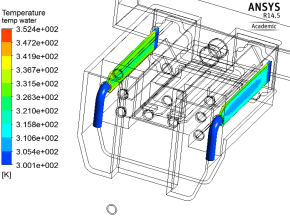 Temperature
temp water
3.524e+002
3.472e+002
3.419e+002
3.367e+002
3.315e+002
3.263e+002
3.210e+002
3.158e+002
3.106e+002
3.054e+002
3.001e+002
[K]
ANSYS
R14.5
Academic